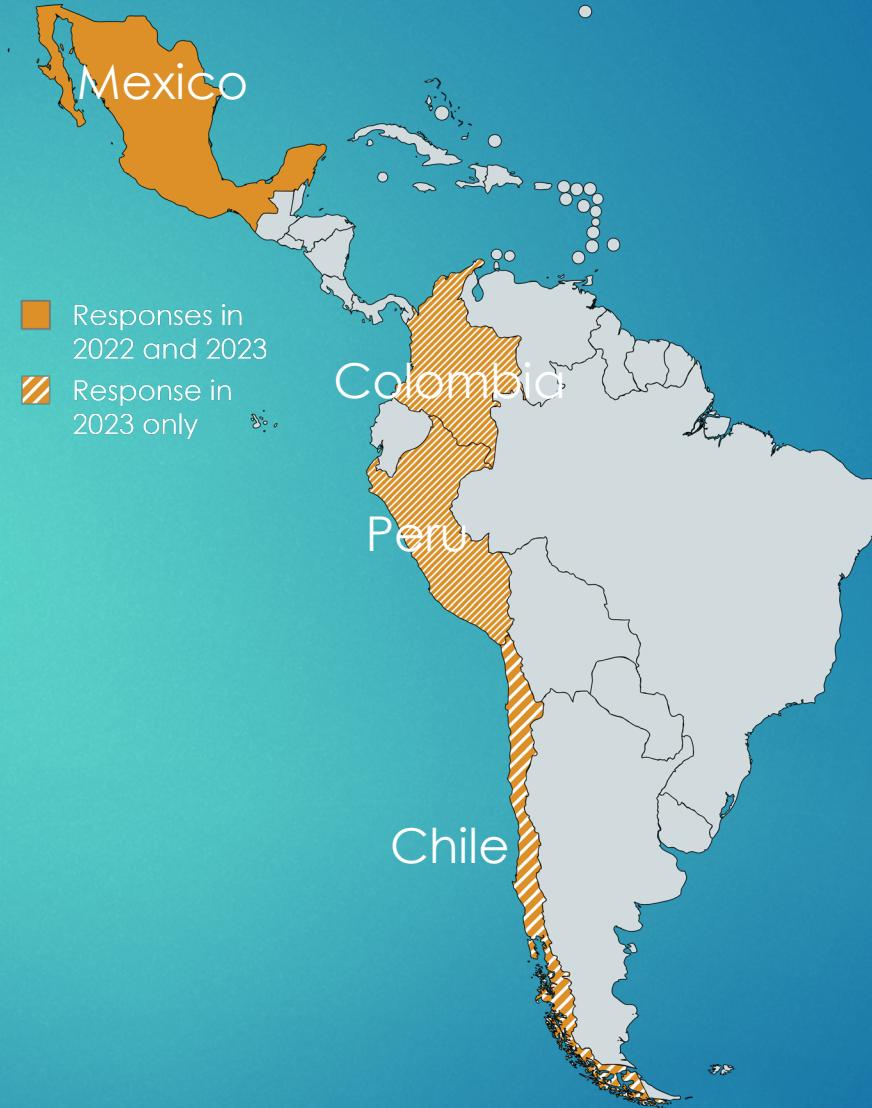 Mexico
Responses in
2022 and 2023
Response in
2023 only
Colombia
Peru
Chile